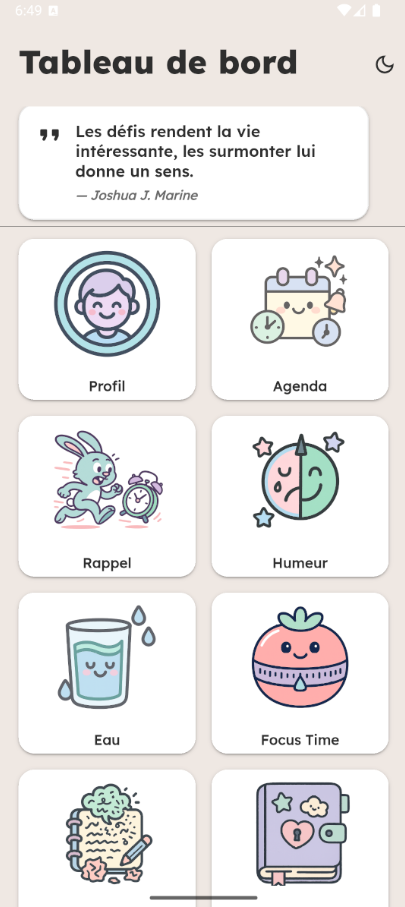 6:49
Tableau de bord
Les défis rendent la vie
intéressante, les surmonter lui
donne un sens.
— Joshua J. Marine
Profil
Agenda
Rappel
Humeur
Eau
Focus Time